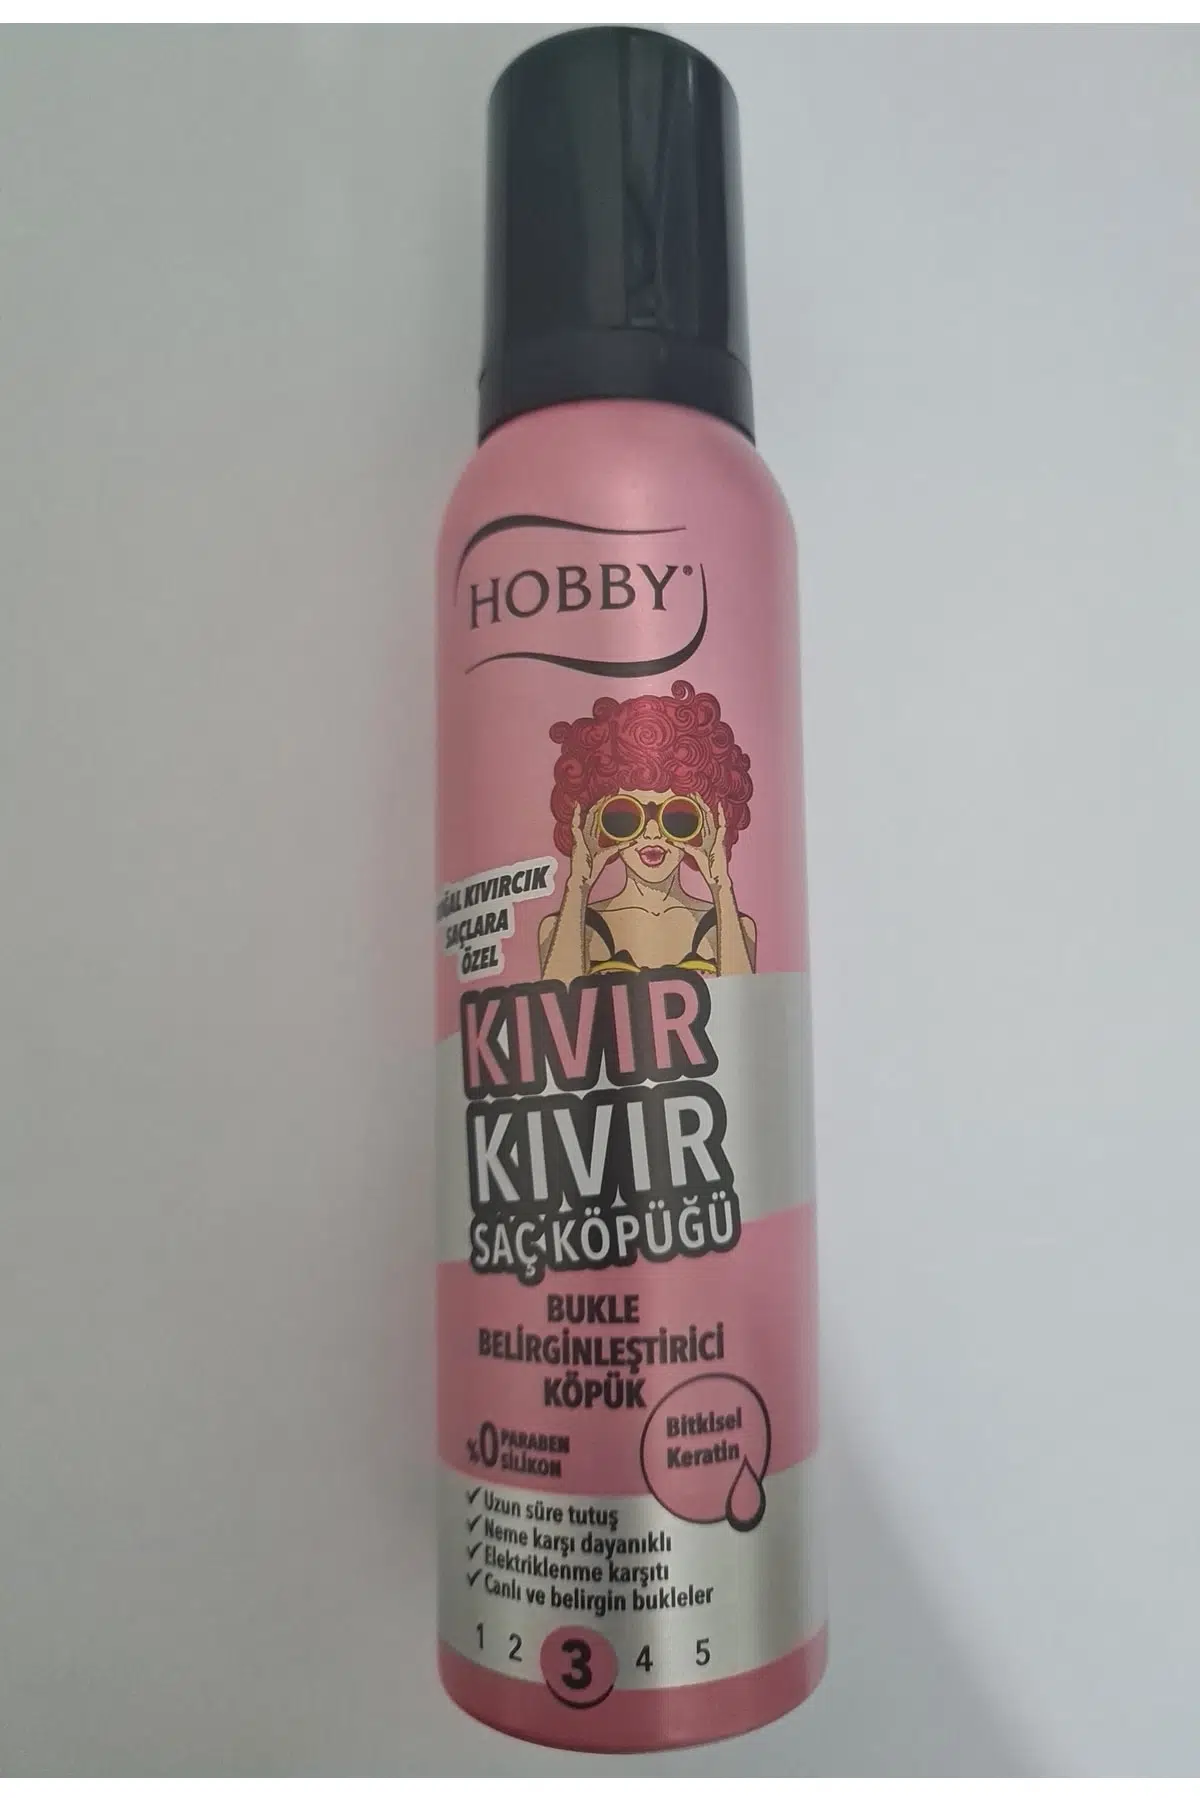 HOBBY®
KIVIRCIK
SAÇLARA
ÖZEL
KIVIR
KIVIR
SAÇ KÖPÜĞÜ
BUKLE
BELİRGİNLEŞTİRİCİ
KÖPÜK
%0 PARABEN
SİLİKON
Bitkisel
Keratin
✓ Uzun süre tutuş
✓ Neme karşı dayanıklı
✓ Elektriklenme karşıtı
✓ Canlı ve belirgin bukleler
1 2 3 4 5